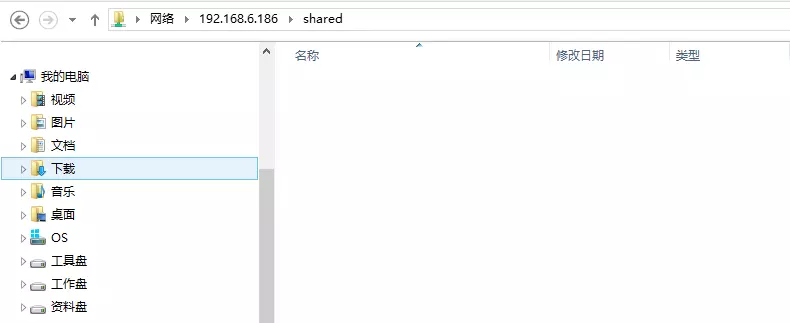 网络 192.168.6.186 shared
名称 修改日期 类型
我的电脑
视频
图片
文档
下载
音乐
桌面
OS
工具盘
工作盘
资料盘